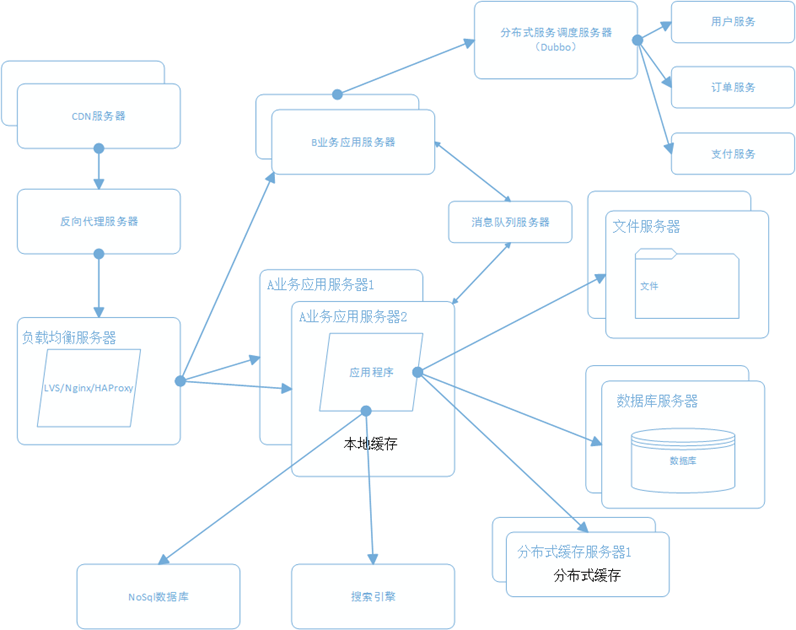 分布式服务调度服务器
（Dubbo）
用户服务
订单服务
支付服务
CDN服务器
B业务应用服务器
反向代理服务器
消息队列服务器
文件服务器
文件
A业务应用服务器1
A业务应用服务器2
负载均衡服务器
LVS/Nginx/HAProxy
应用程序
本地缓存
数据库服务器
数据库
分布式缓存服务器1
分布式缓存
NoSql数据库
搜索引擎